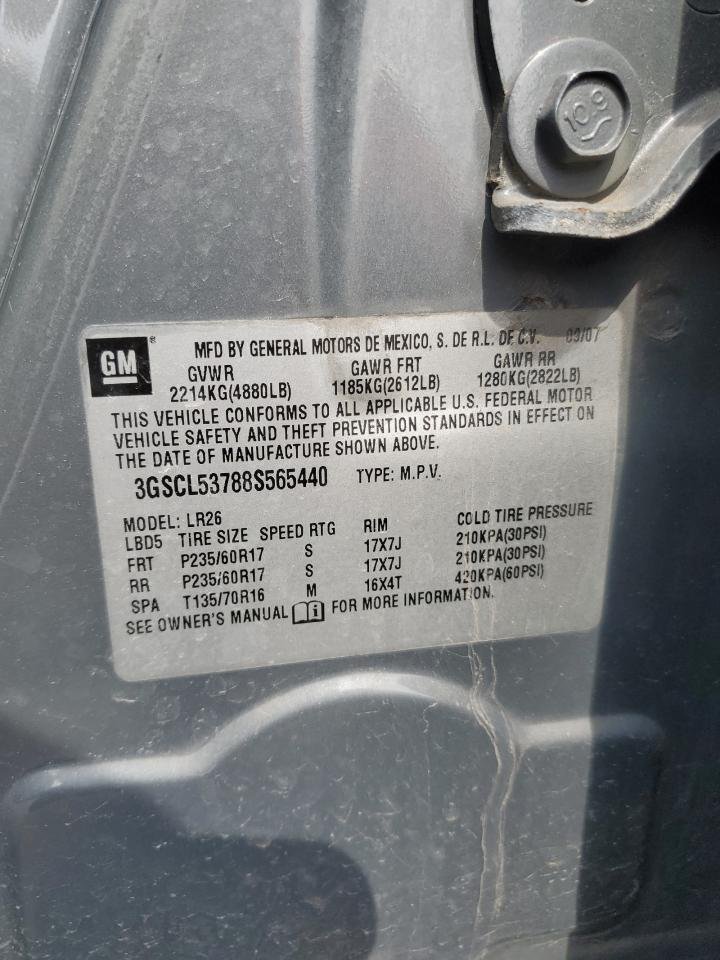 10.9
GM
MFD BY GENERAL MOTORS DE MEXICO, S. DE R.L. DE C.V. 09/07
GVWR GAWR FRT GAWR RR
2214KG(4880LB) 1185KG(2612LB) 1280KG(2822LB)
THIS VEHICLE CONFORMS TO ALL APPLICABLE U.S. FEDERAL MOTOR
VEHICLE SAFETY AND THEFT PREVENTION STANDARDS IN EFFECT ON
THE DATE OF MANUFACTURE SHOWN ABOVE.
3GSCL53788S565440 TYPE: M.P.V.
MODEL: LR26
LBD5 TIRE SIZE SPEED RTG RIM COLD TIRE PRESSURE
FRT P235/60R17 S 17X7J 210KPA(30PSI)
RR P235/60R17 S 17X7J 210KPA(30PSI)
SPA T135/70R16 M 16X4T 420KPA(60PSI)
SEE OWNER'S MANUAL FOR MORE INFORMATION.